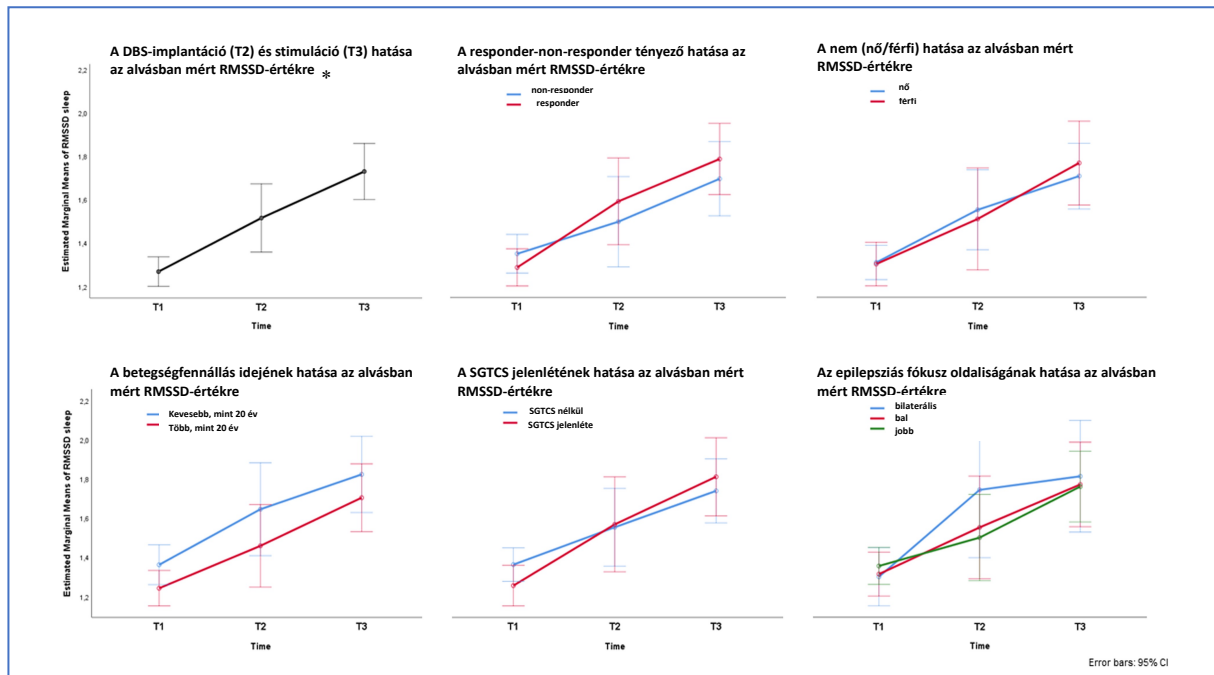 A DBS-implantáció (T2) és stimuláció (T3) hatása
az alvásban mért RMSSD-értékre *
2,2
2,0
1,8
1,6
1,4
1,2
Estimated Marginal Means of RMSSD sleep
T1 T2 T3
Time
A responder-non-responder tényező hatása az
alvásban mért RMSSD-értékre
non-responder
responder
T1 T2 T3
Time
A nem (nő/férfi) hatása az alvásban mért
RMSSD-értékre
nő
férfi
T1 T2 T3
Time
A betegségfennállás idejének hatása az alvásban
mért RMSSD-értékre
Kevesebb, mint 20 év
Több, mint 20 év
2,2
2,0
1,8
1,6
1,4
1,2
Estimated Marginal Means of RMSSD sleep
T1 T2 T3
Time
A SGTCS jelenlétének hatása az alvásban mért
RMSSD-értékre
SGTCS nélkül
SGTCS jelenléte
T1 T2 T3
Time
Az epilepsziás fókusz oldaliságának hatása az alvásban
mért RMSSD-értékre
bilaterális
bal
jobb
T1 T2 T3
Time
Error bars: 95% CI